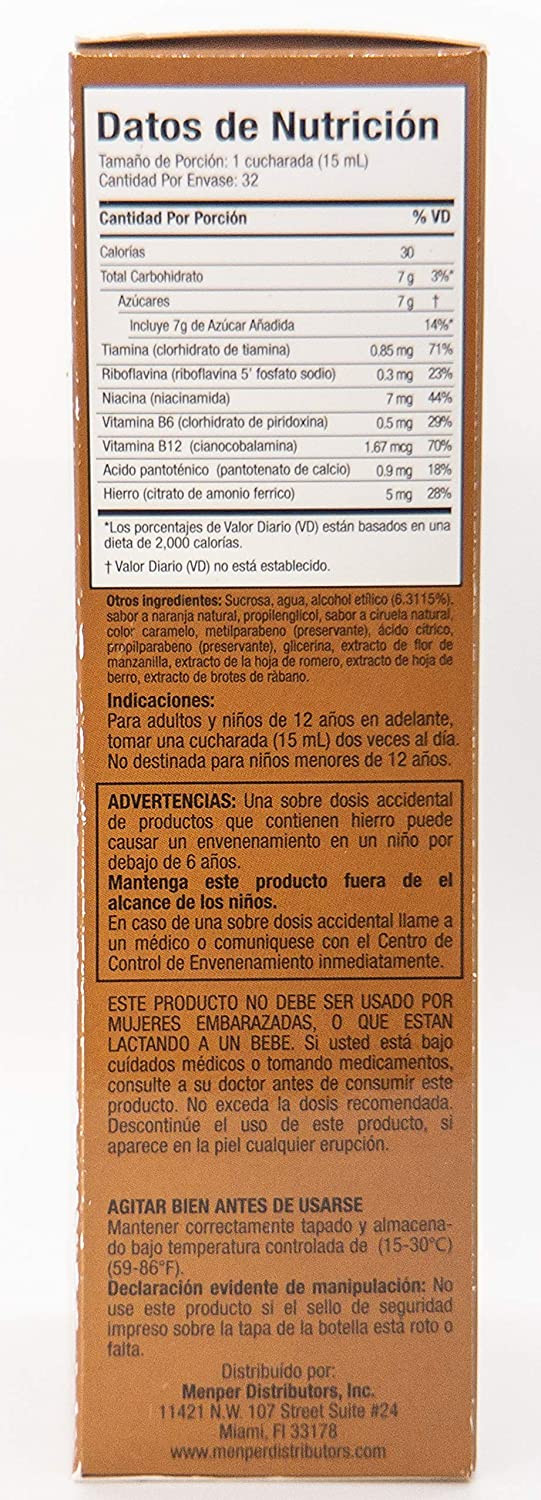 Datos de Nutrición
Tamaño de Porción: 1 cucharada (15 mL)
Cantidad Por Envase: 32
Cantidad Por Porción % VD
Calorías 30
Total Carbohidrato 7 g 3%*
Azúcares 7 g †
Incluye 7g de Azúcar Añadida 14%*
Tiamina (clorhidrato de tiamina) 0.85 mg 71%
Riboflavina (riboflavina 5' fosfato sodio) 0.3 mg 23%
Niacina (niacinamida) 7 mg 44%
Vitamina B6 (clorhidrato de piridoxina) 0.5 mg 29%
Vitamina B12 (cianocobalamina) 1.67 mcg 70%
Acido pantoténico (pantotenato de calcio) 0.9 mg 18%
Hierro (citrato de amonio ferrico) 5 mg 28%
*Los porcentajes de Valor Diario (VD) están basados en una
dieta de 2,000 calorías.
† Valor Diario (VD) no está establecido.
Otros ingredientes: Sucrosa, agua, alcohol etílico (6.3115%),
sabor a naranja natural, propilenglicol, sabor a ciruela natural,
color caramelo, metilparabeno (preservante), ácido cítrico,
propilparabeno (preservante), glicerina, extracto de flor de
manzanilla, extracto de la hoja de romero, extracto de hoja de
berro, extracto de brotes de rábano.
Indicaciones:
Para adultos y niños de 12 años en adelante,
tomar una cucharada (15 mL) dos veces al día.
No destinada para niños menores de 12 años.
ADVERTENCIAS: Una sobre dosis accidental
de productos que contienen hierro puede
causar un envenenamiento en un niño por
debajo de 6 años.
Mantenga este producto fuera de el
alcance de los niños.
En caso de una sobre dosis accidental llame a
un médico o comuniquese con el Centro de
Control de Envenenamiento inmediatamente.
ESTE PRODUCTO NO DEBE SER USADO POR
MUJERES EMBARAZADAS, O QUE ESTAN
LACTANDO A UN BEBE. Si usted está bajo
cuídados médicos o tomando medicamentos,
consulte a su doctor antes de consumir este
producto. No exceda la dosis recomendada.
Descontinúe el uso de este producto, si
aparece en la piel cualquier erupción.
AGITAR BIEN ANTES DE USARSE
Mantener correctamente tapado y almacena-
do bajo temperatura controlada de (15-30°C)
(59-86°F).
Declaración evidente de manipulación: No
use este producto si el sello de seguridad
impreso sobre la tapa de la botella está roto o
falta.
Distribuído por:
Menper Distributors, Inc.
11421 N.W. 107 Street Suite #24
Miami, Fl 33178
www.menperdistributors.com